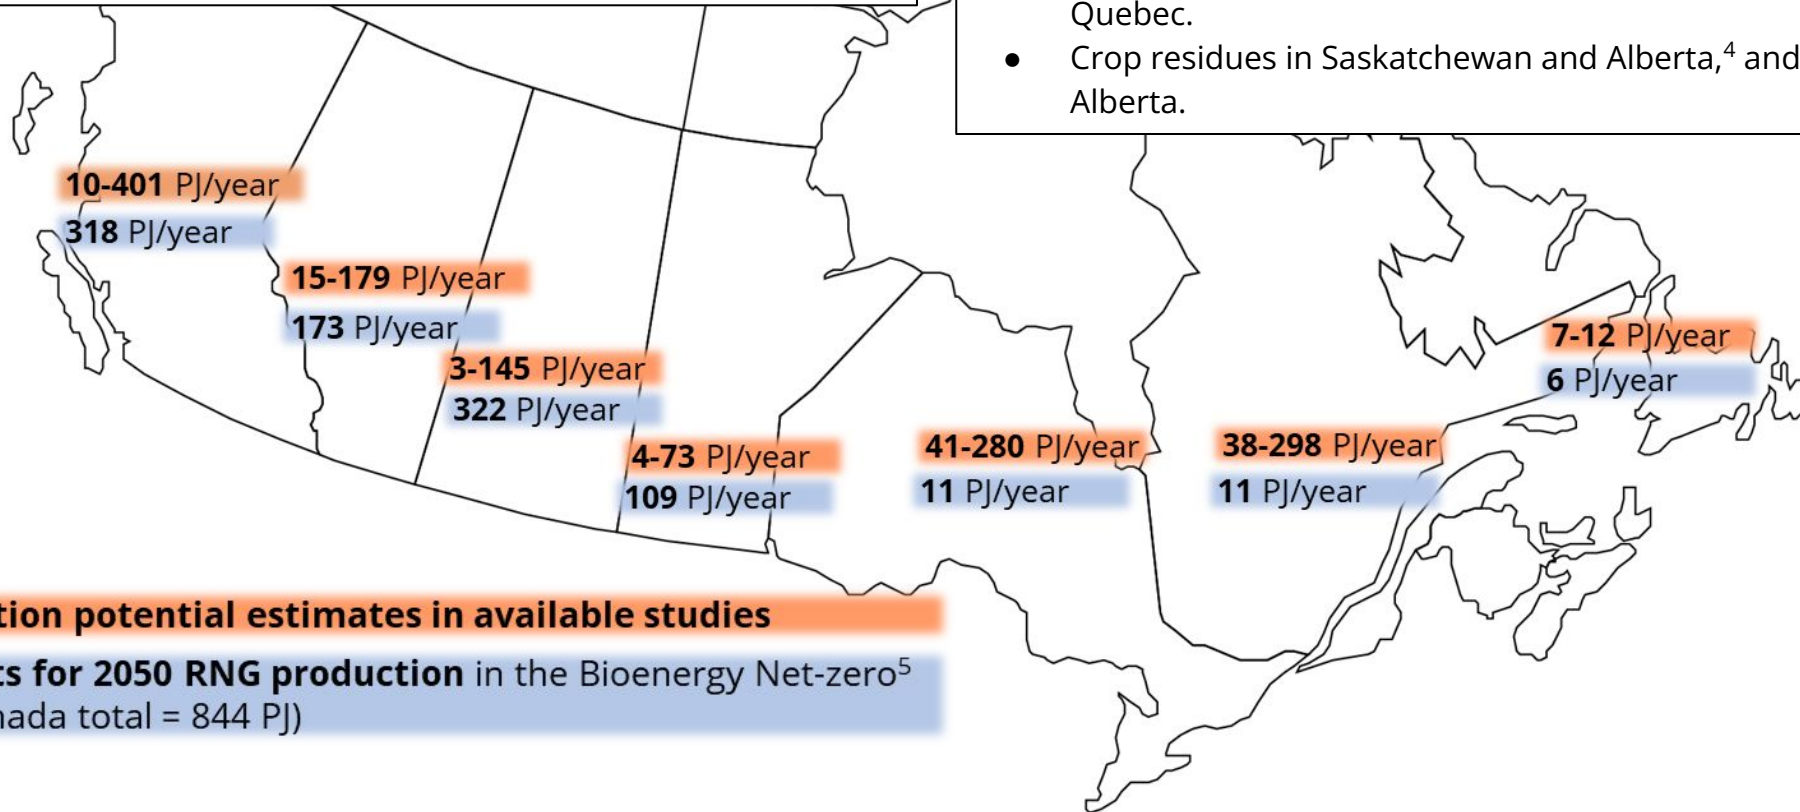 Quebec.
● Crop residues in Saskatchewan and Alberta,⁴ and
Alberta.
10-401 PJ/year
318 PJ/year
15-179 PJ/year
173 PJ/year
3-145 PJ/year
322 PJ/year
4-73 PJ/year
109 PJ/year
41-280 PJ/year
11 PJ/year
38-298 PJ/year
11 PJ/year
7-12 PJ/year
6 PJ/year
tion potential estimates in available studies
ts for 2050 RNG production in the Bioenergy Net-zero⁵
nada total = 844 PJ)